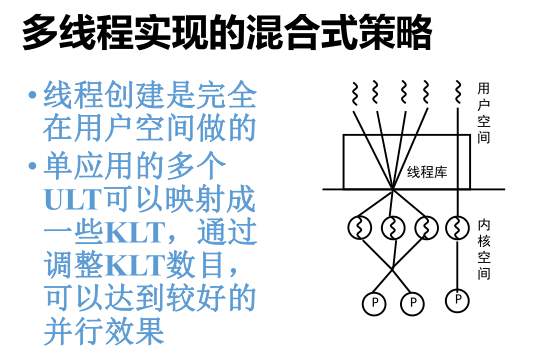 多线程实现的混合式策略
•线程创建是完全
在用户空间做的
•单应用的多个
ULT可以映射成
一些KLT，通过
调整KLT数目，
可以达到较好的
并行效果
用户空间
线程库
内核空间
P P P